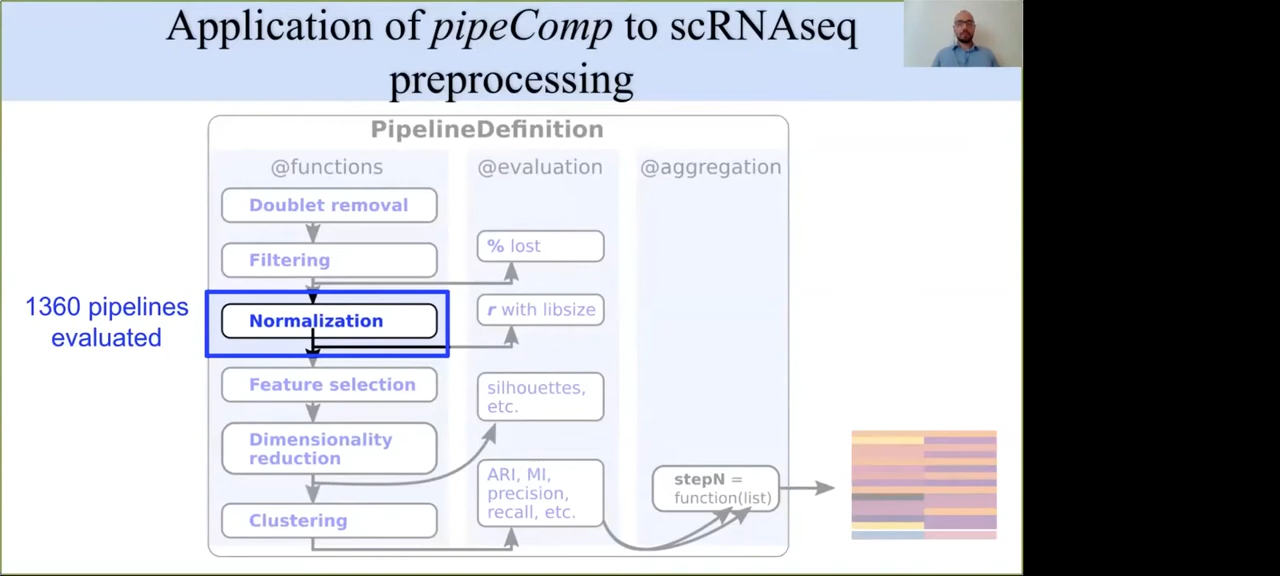 Application of pipeComp to scRNAseq
preprocessing
PipelineDefinition
@functions
@evaluation
@aggregation
Doublet removal
Filtering
% lost
1360 pipelines
evaluated
Normalization
r with libsize
Feature selection
silhouettes,
etc.
Dimensionality
reduction
ARI, MI,
precision,
recall, etc.
stepN =
function(list)
Clustering